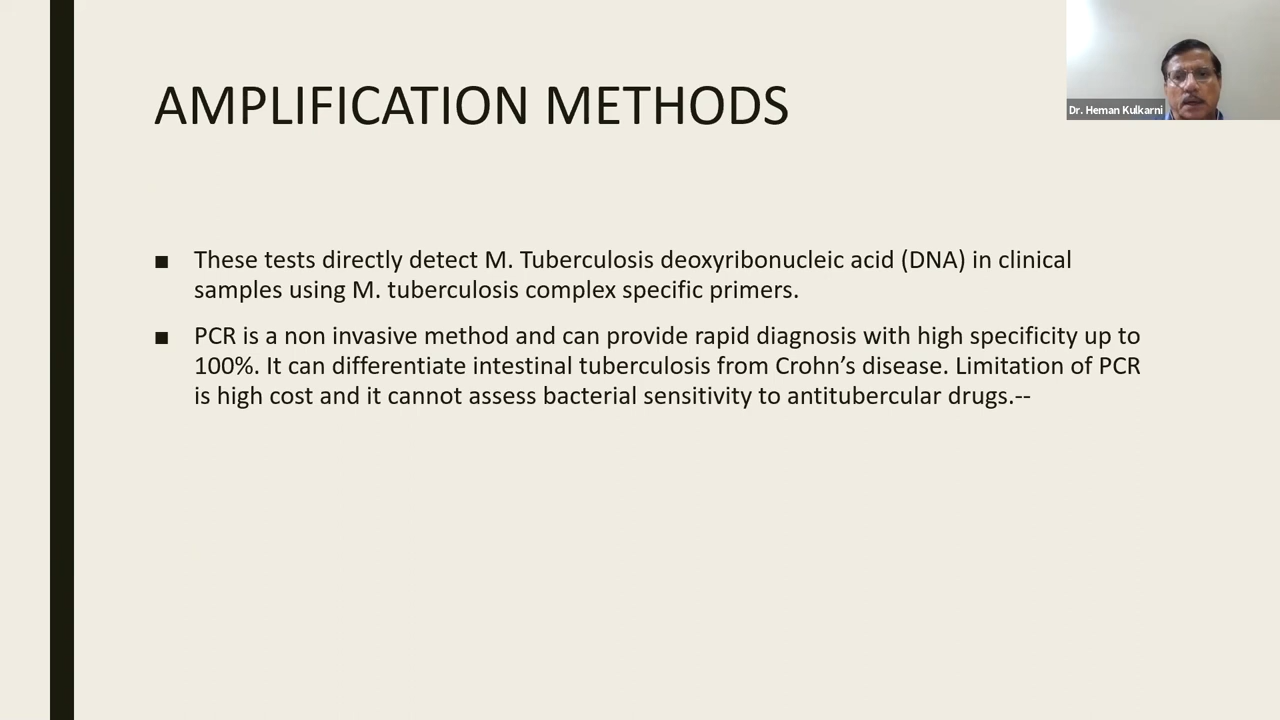 AMPLIFICATION METHODS
Dr. Heman Kulkarni
■ These tests directly detect M. Tuberculosis deoxyribonucleic acid (DNA) in clinical
samples using M. tuberculosis complex specific primers.
■ PCR is a non invasive method and can provide rapid diagnosis with high specificity up to
100%. It can differentiate intestinal tuberculosis from Crohn’s disease. Limitation of PCR
is high cost and it cannot assess bacterial sensitivity to antitubercular drugs.--